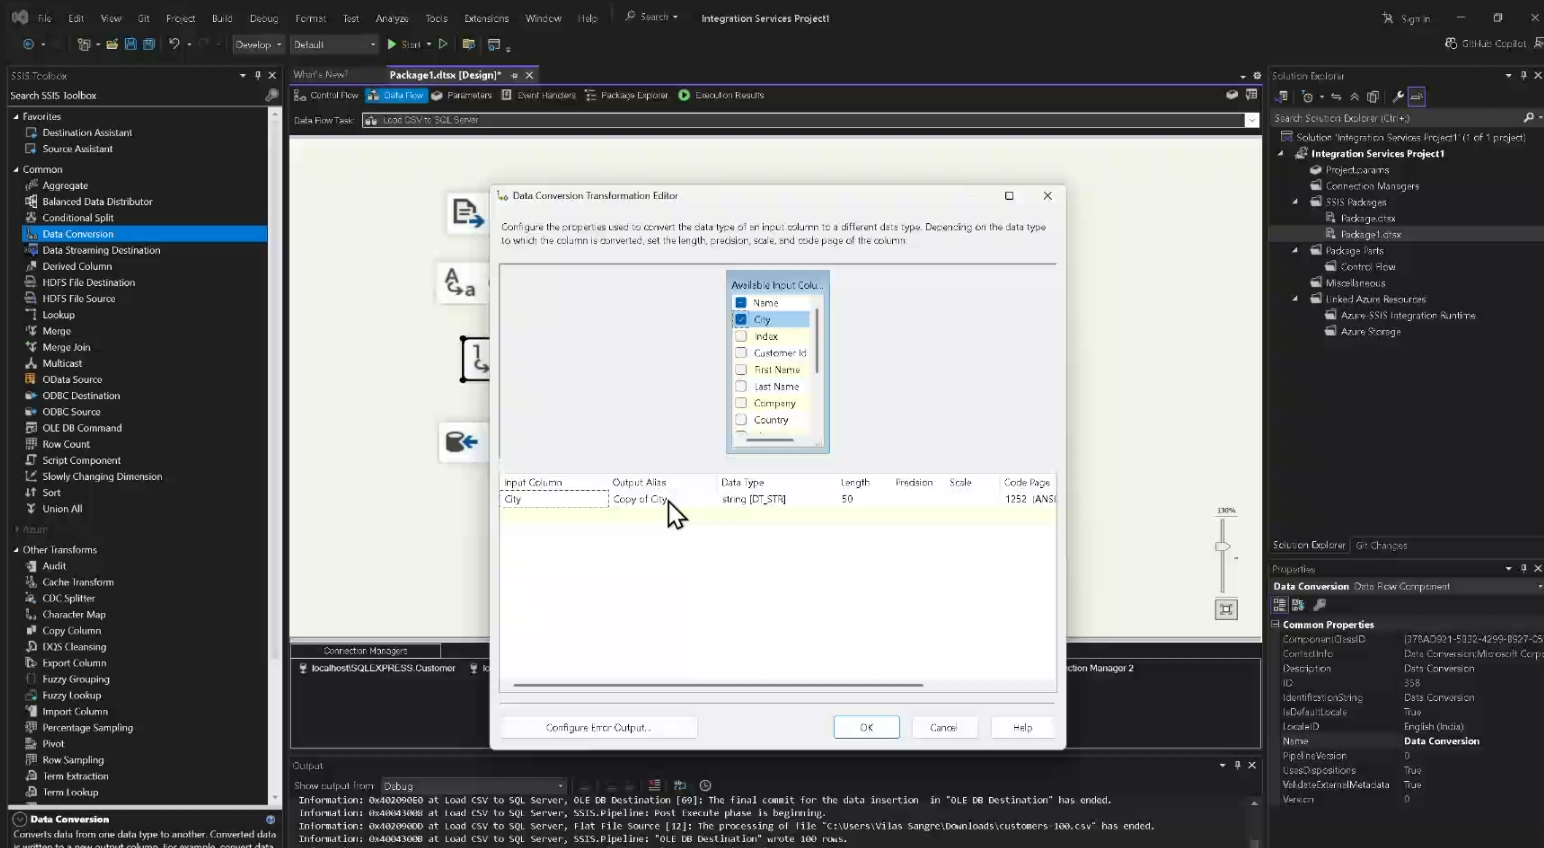 File Edit View Git Project Build Debug Format Test Analyze Tools Extensions Window Help Search Integration Services Project1 Sign in
Develop Default Start GitHub Copilot
SSIS Toolbox
Search SSIS Toolbox
Favorites
Destination Assistant
Source Assistant
Common
Aggregate
Balanced Data Distributor
Conditional Split
Data Conversion
Data Streaming Destination
Derived Column
HDFS File Destination
HDFS File Source
Lookup
Merge
Merge Join
Multicast
OData Source
ODBC Destination
ODBC Source
OLE DB Command
Row Count
Script Component
Slowly Changing Dimension
Sort
Union All
Azure
Other Transforms
Audit
Cache Transform
CDC Splitter
Character Map
Copy Column
DQS Cleansing
Export Column
Fuzzy Grouping
Fuzzy Lookup
Import Column
Percentage Sampling
Pivot
Row Sampling
Term Extraction
Term Lookup
Data Conversion
Converts data from one data type to another. Converted data
is written to a new output column. For example, convert data
What's New? Package1.dtsx [Design]*
Control Flow Data Flow Parameters Event Handlers Package Explorer Execution Results
Data Flow Task: Load CSV to SQL Server
Data Conversion Transformation Editor
Configure the properties used to convert the data type of an input column to a different data type. Depending on the data type
to which the column is converted, set the length, precision, scale, and code page of the column.
Available Input Colu...
Name
City
Index
Customer Id
First Name
Last Name
Company
Country
Input Column Output Alias Data Type Length Precision Scale Code Page
City Copy of City string [DT_STR] 50 1252 (ANSI
Configure Error Output... OK Cancel Help
130%
Connection Managers
localhost\SQLEXPRESS.Customer
ction Manager 2
Output
Show output from: Debug
Information: 0x402090E0 at Load CSV to SQL Server, OLE DB Destination [69]: The final commit for the data insertion in "OLE DB Destination" has ended.
Information: 0x40043008 at Load CSV to SQL Server, SSIS.Pipeline: Post Execute phase is beginning.
Information: 0x402090DD at Load CSV to SQL Server, Flat File Source [12]: The processing of file "C:\Users\Vilas Sangre\Downloads\customers-100.csv" has ended.
Information: 0x4004300B at Load CSV to SQL Server, SSIS.Pipeline: "OLE DB Destination" wrote 100 rows.
Solution Explorer
Search Solution Explorer (Ctrl+;)
Solution 'Integration Services Project1' (1 of 1 project)
Integration Services Project1
Project.params
Connection Managers
SSIS Packages
Package.dtsx
Package1.dtsx
Package Parts
Control Flow
Miscellaneous
Linked Azure Resources
Azure-SSIS Integration Runtime
Azure Storage
Solution Explorer Git Changes
Properties
Data Conversion Data Flow Component
Common Properties
ComponentClassID
ContactInfo Data Conversion;Microsoft Corpo
Description Data Conversion
ID 358
IdentificationString Data Conversion
IsDefaultLocale True
LocaleID English (India)
Name Data Conversion
PipelineVersion 0
UsesDispositions True
ValidateExternalMetadata True
Version 0